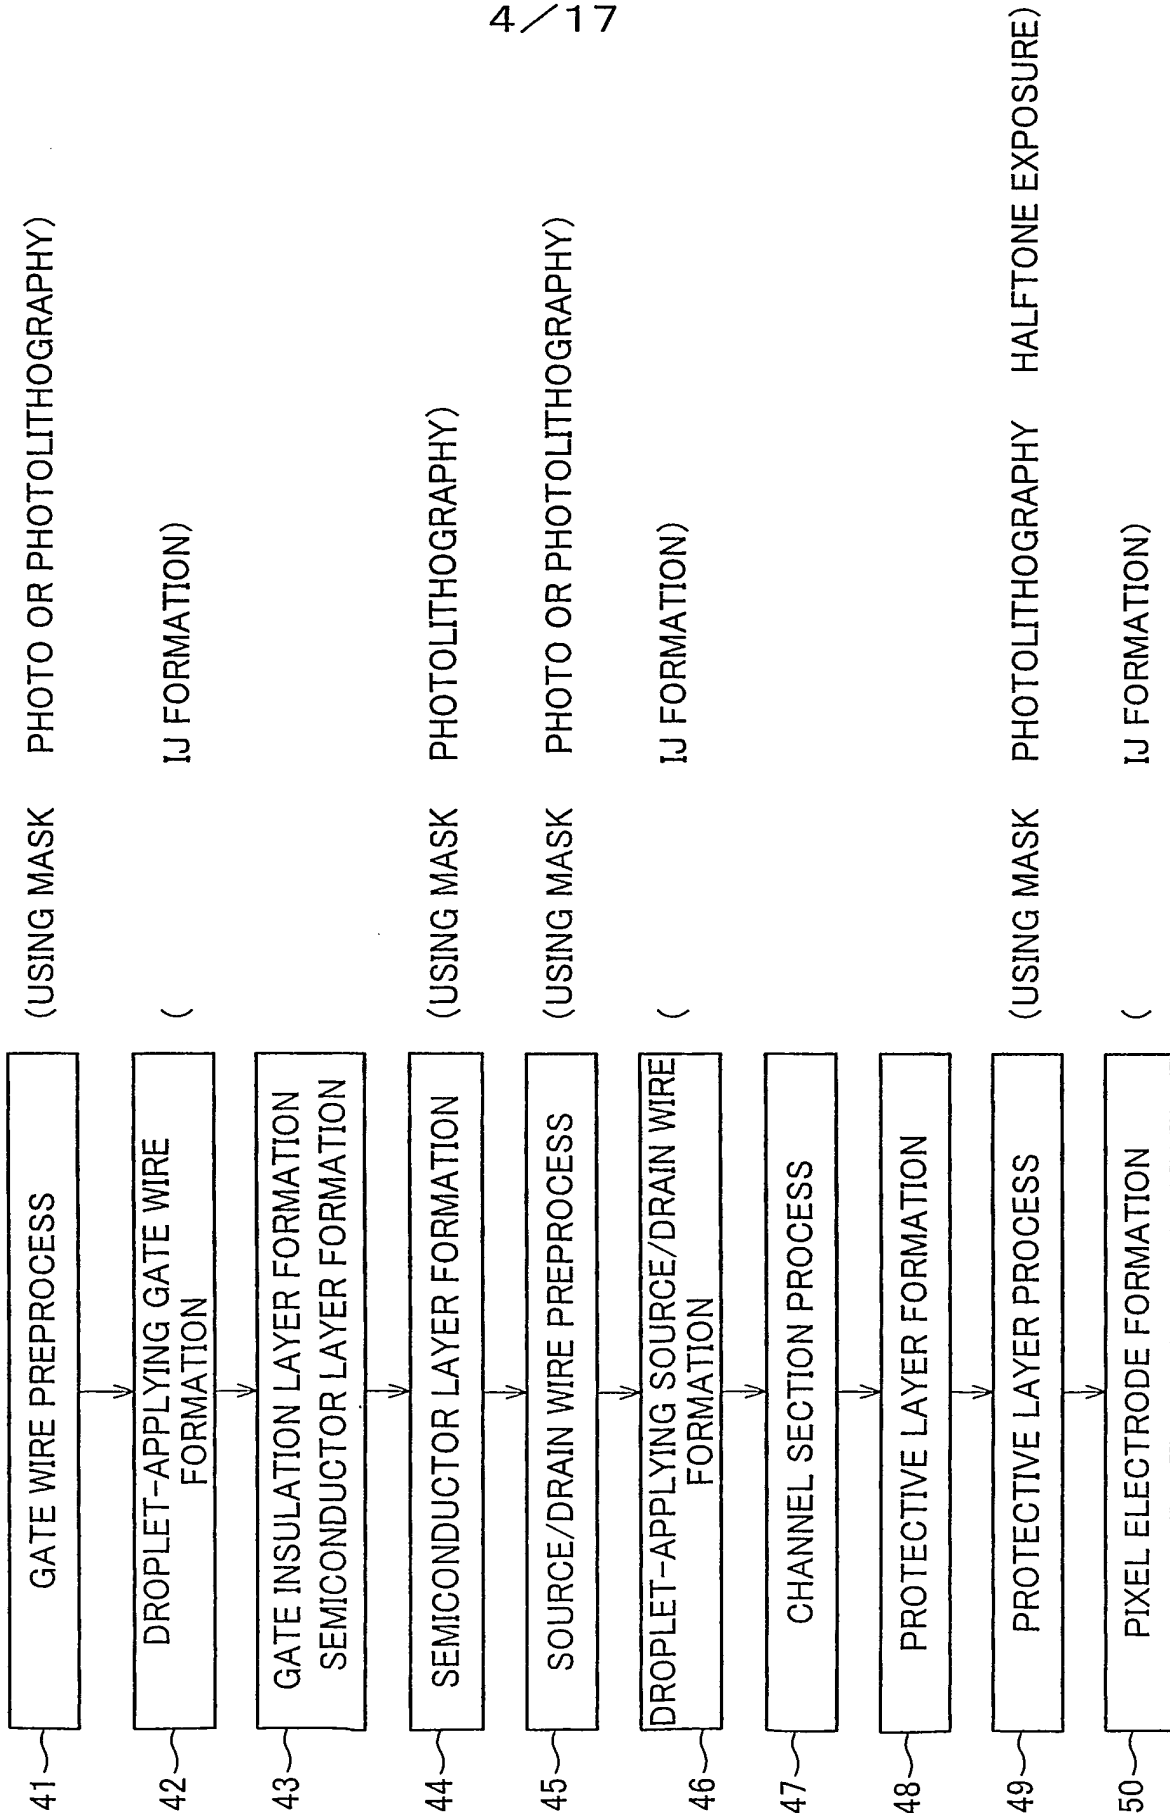 4/17
41 GATE WIRE PREPROCESS (USING MASK PHOTO OR PHOTOLITHOGRAPHY)
42 DROPLET-APPLYING GATE WIRE
FORMATION ( IJ FORMATION)
43 GATE INSULATION LAYER FORMATION
SEMICONDUCTOR LAYER FORMATION
44 SEMICONDUCTOR LAYER FORMATION (USING MASK PHOTOLITHOGRAPHY)
45 SOURCE/DRAIN WIRE PREPROCESS (USING MASK PHOTO OR PHOTOLITHOGRAPHY)
46 DROPLET-APPLYING SOURCE/DRAIN WIRE
FORMATION ( IJ FORMATION)
47 CHANNEL SECTION PROCESS
48 PROTECTIVE LAYER FORMATION
49 PROTECTIVE LAYER PROCESS (USING MASK PHOTOLITHOGRAPHY HALFTONE EXPOSURE)
50 PIXEL ELECTRODE FORMATION ( IJ FORMATION)